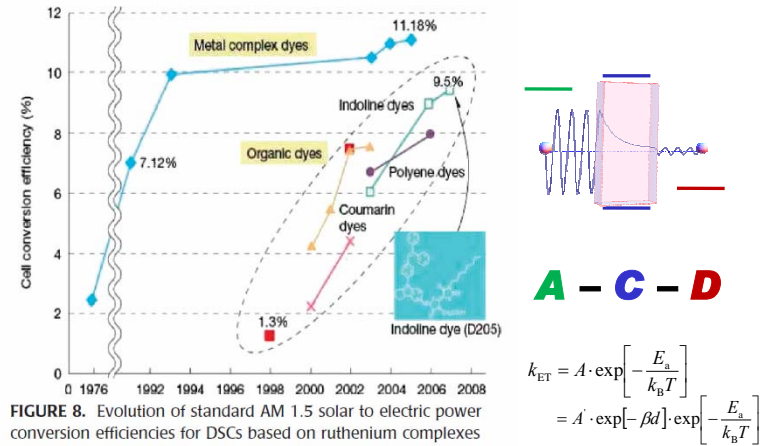 12
10
8
6
4
2
0
Cell conversion efficiency (%)
11.18%
Metal complex dyes
9.5%
Indoline dyes
7.12%
Organic dyes
Polyene dyes
Coumarin
dyes
1.3%
Indoline dye (D205)
0 1976 1992 1994 1996 1998 2000 2002 2004 2006 2008
FIGURE 8. Evolution of standard AM 1.5 solar to electric power
conversion efficiencies for DSCs based on ruthenium complexes
A – C – D
k_ET = A·exp[−E_a/(k_B T)]
= A'·exp[−βd]·exp[−E_a/(k_B T)]